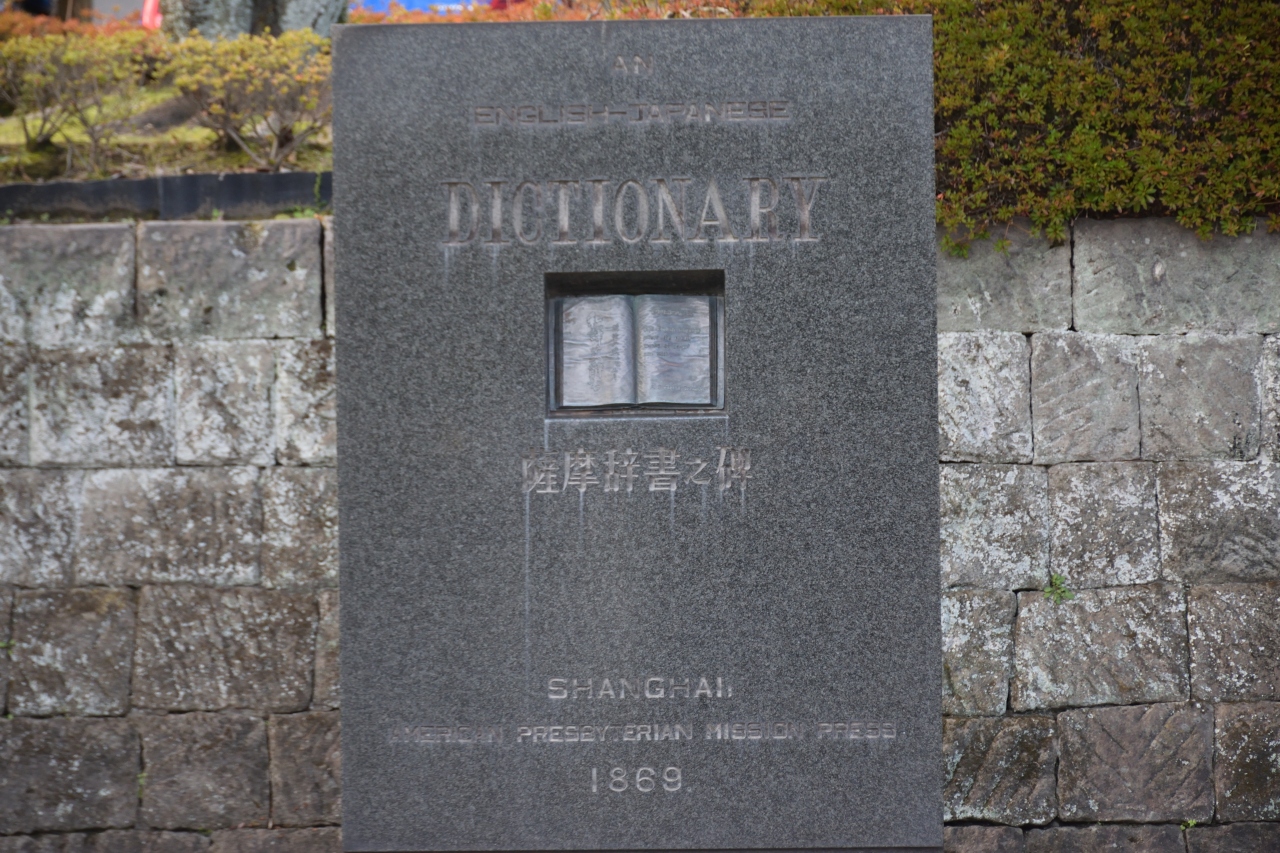 AN
ENGLISH-JAPANESE
DICTIONARY
薩摩辞書之碑
SHANGHAI,
AMERICAN PRESBYTERIAN MISSION PRESS
1869.